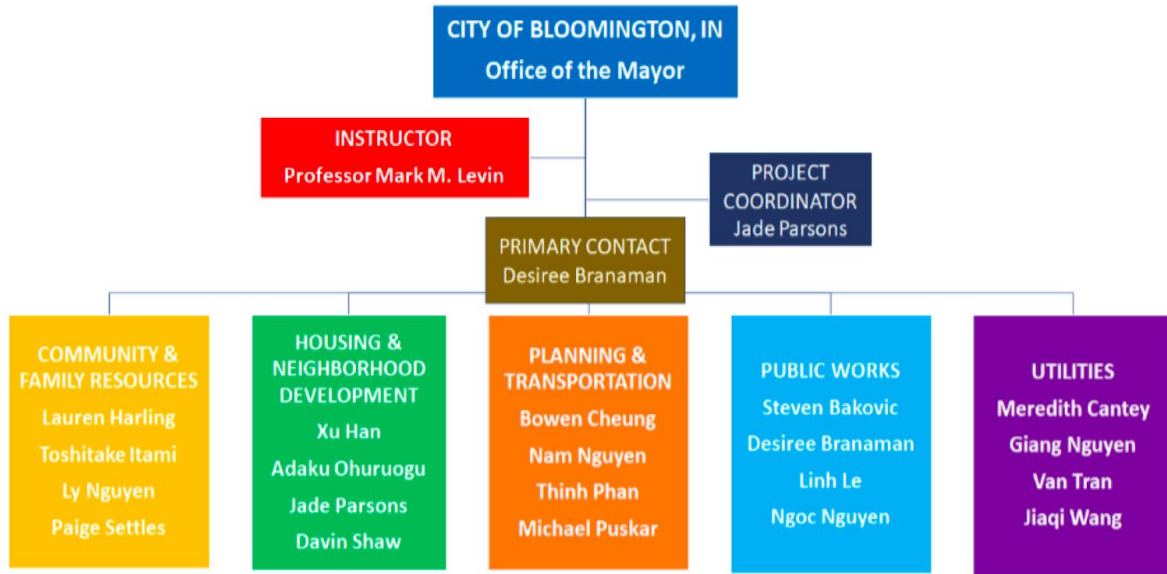 CITY OF BLOOMINGTON, IN
Office of the Mayor
INSTRUCTOR
Professor Mark M. Levin
PROJECT
COORDINATOR
Jade Parsons
PRIMARY CONTACT
Desiree Branaman
COMMUNITY &
FAMILY RESOURCES
Lauren Harling
Toshitake Itami
Ly Nguyen
Paige Settles
HOUSING &
NEIGHBORHOOD
DEVELOPMENT
Xu Han
Adaku Ohuruogu
Jade Parsons
Davin Shaw
PLANNING &
TRANSPORTATION
Bowen Cheung
Nam Nguyen
Thinh Phan
Michael Puskar
PUBLIC WORKS
Steven Bakovic
Desiree Branaman
Linh Le
Ngoc Nguyen
UTILITIES
Meredith Cantey
Giang Nguyen
Van Tran
Jiaqi Wang